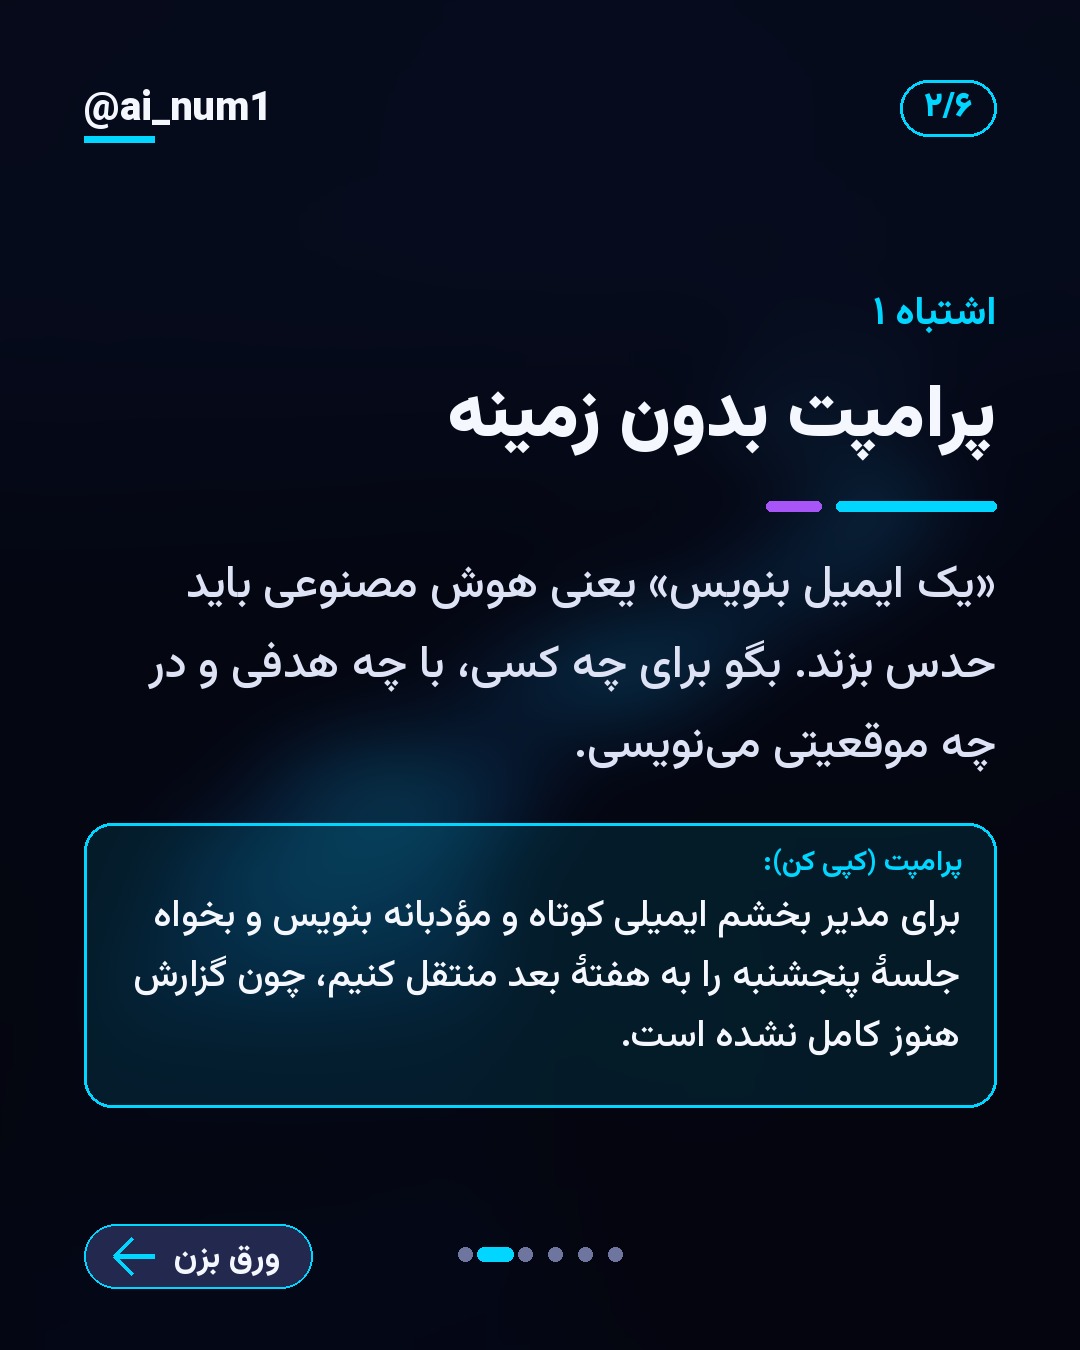 @ai_num1
۲/۶
اشتباه ۱
پرامپت بدون زمینه
«یک ایمیل بنویس» یعنی هوش مصنوعی باید
حدس بزند. بگو برای چه کسی، با چه هدفی و در
چه موقعیتی می‌نویسی.
پرامپت (کپی کن):
برای مدیر بخشم ایمیلی کوتاه و مؤدبانه بنویس و بخواه
جلسهٔ پنجشنبه را به هفتهٔ بعد منتقل کنیم، چون گزارش
هنوز کامل نشده است.
ورق بزن